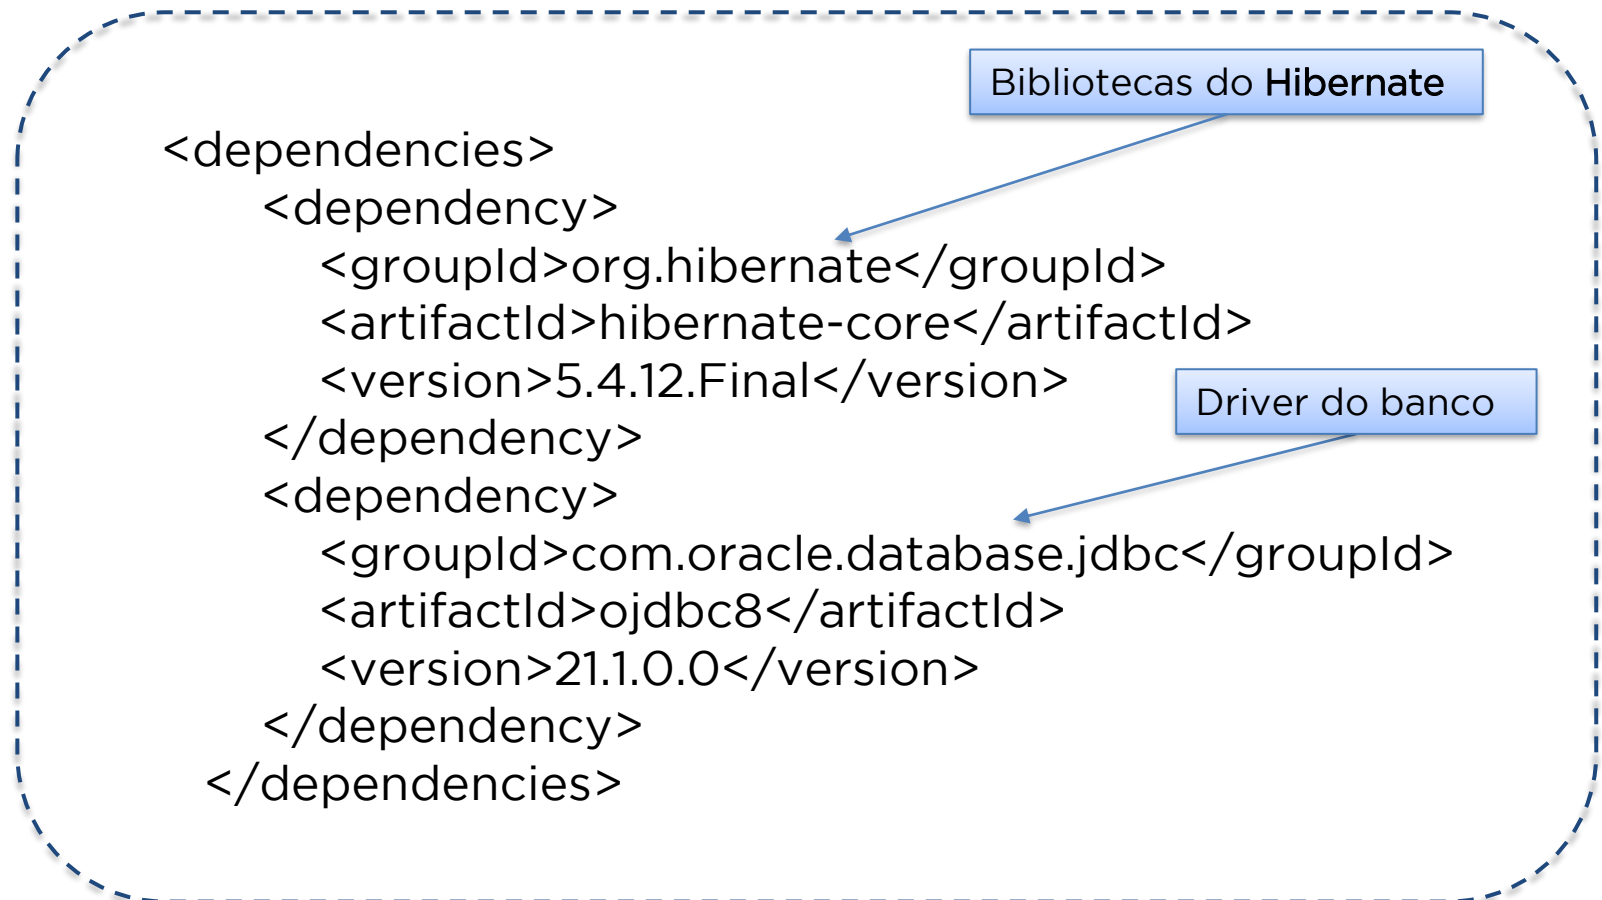 Bibliotecas do Hibernate
<dependencies>
<dependency>
<groupId>org.hibernate</groupId>
<artifactId>hibernate-core</artifactId>
<version>5.4.12.Final</version>
Driver do banco
</dependency>
<dependency>
<groupId>com.oracle.database.jdbc</groupId>
<artifactId>ojdbc8</artifactId>
<version>21.1.0.0</version>
</dependency>
</dependencies>